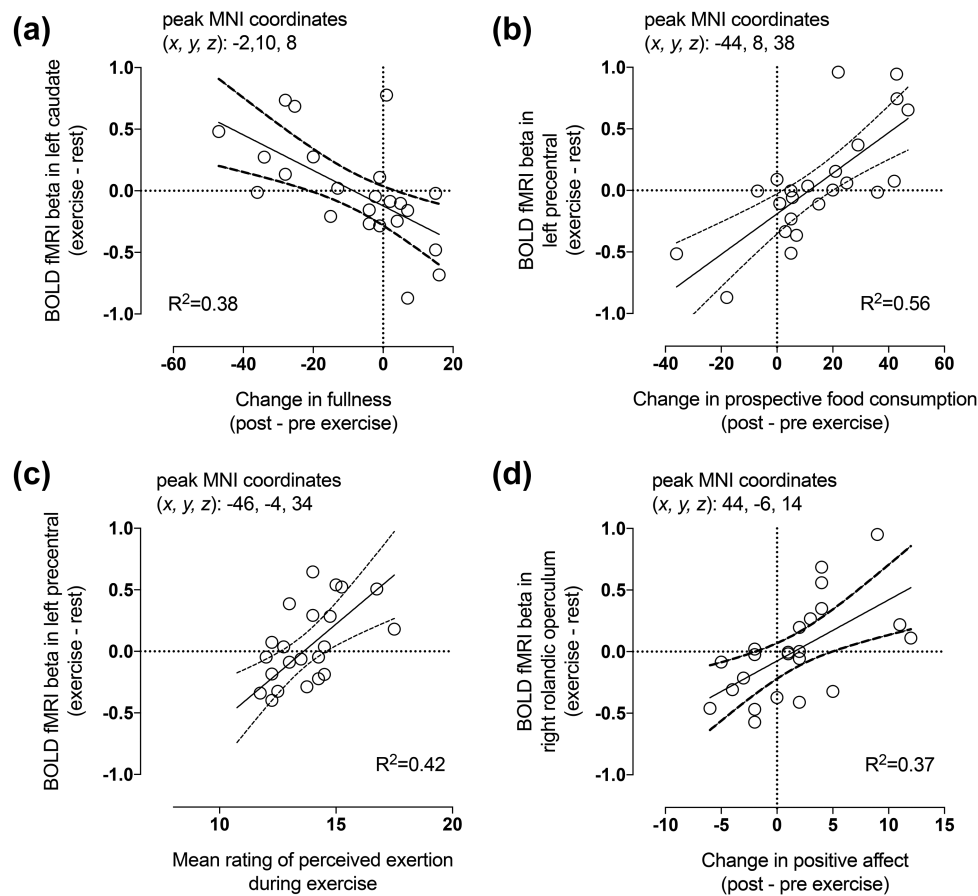 (a)
peak MNI coordinates
(x, y, z): -2,10, 8
BOLD fMRI beta in left caudate
(exercise - rest)
1.0
0.5
0.0
-0.5
-1.0
R2=0.38
-60 -40 -20 0 20
Change in fullness
(post - pre exercise)
(b)
peak MNI coordinates
(x, y, z): -44, 8, 38
BOLD fMRI beta in
left precentral
(exercise - rest)
1.0
0.5
0.0
-0.5
-1.0
R2=0.56
-40 -20 0 20 40 60
Change in prospective food consumption
(post - pre exercise)
(c)
peak MNI coordinates
(x, y, z): -46, -4, 34
BOLD fMRI beta in left precentral
(exercise - rest)
1.0
0.5
0.0
-0.5
-1.0
R2=0.42
10 15 20
Mean rating of perceived exertion
during exercise
(d)
peak MNI coordinates
(x, y, z): 44, -6, 14
BOLD fMRI beta in
right rolandic operculum
(exercise - rest)
1.0
0.5
0.0
-0.5
-1.0
R2=0.37
-10 -5 0 5 10 15
Change in positive affect
(post - pre exercise)